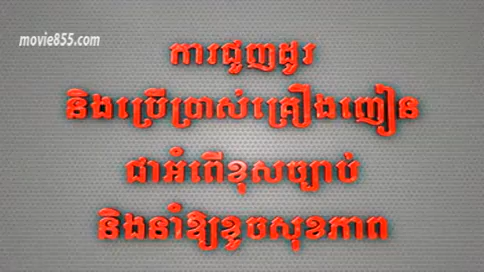 movie855.com
ការជួញដូរ
និងប្រើប្រាស់គ្រឿងញៀន
ជាអំពើខុសច្បាប់
និងនាំឱ្យខូចសុខភាព